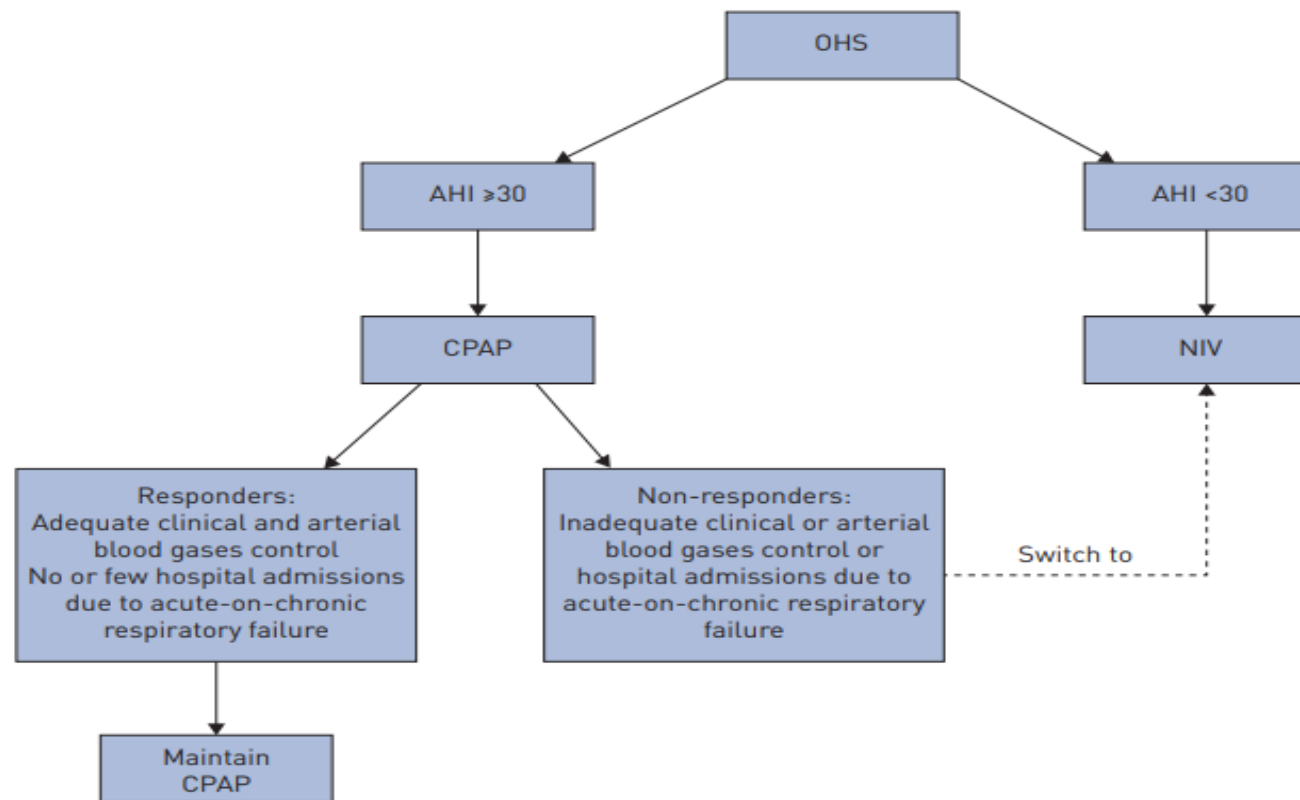 OHS
AHI ⩾30
AHI <30
CPAP
NIV
Responders:
Adequate clinical and arterial
blood gases control
No or few hospital admissions
due to acute-on-chronic
respiratory failure
Non-responders:
Inadequate clinical or arterial
blood gases control or
hospital admissions due to
acute-on-chronic respiratory
failure
Switch to
Maintain
CPAP